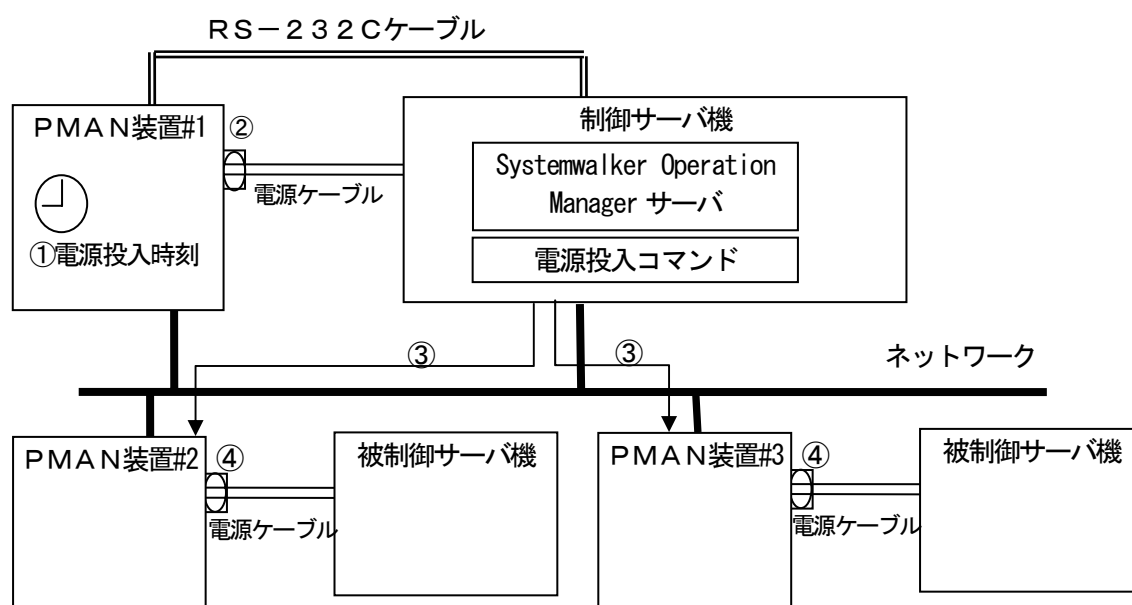 ＲＳ－２３２Ｃケーブル
ＰＭＡＮ装置#1
②
電源ケーブル
①電源投入時刻
制御サーバ機
Systemwalker Operation
Manager サーバ
電源投入コマンド
③
③
ネットワーク
ＰＭＡＮ装置#2
④
電源ケーブル
被制御サーバ機
ＰＭＡＮ装置#3
④
電源ケーブル
被制御サーバ機